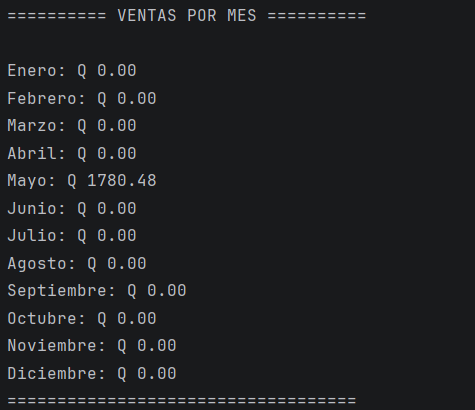 ========== VENTAS POR MES ==========
Enero: Q 0.00
Febrero: Q 0.00
Marzo: Q 0.00
Abril: Q 0.00
Mayo: Q 1780.48
Junio: Q 0.00
Julio: Q 0.00
Agosto: Q 0.00
Septiembre: Q 0.00
Octubre: Q 0.00
Noviembre: Q 0.00
Diciembre: Q 0.00
===================================